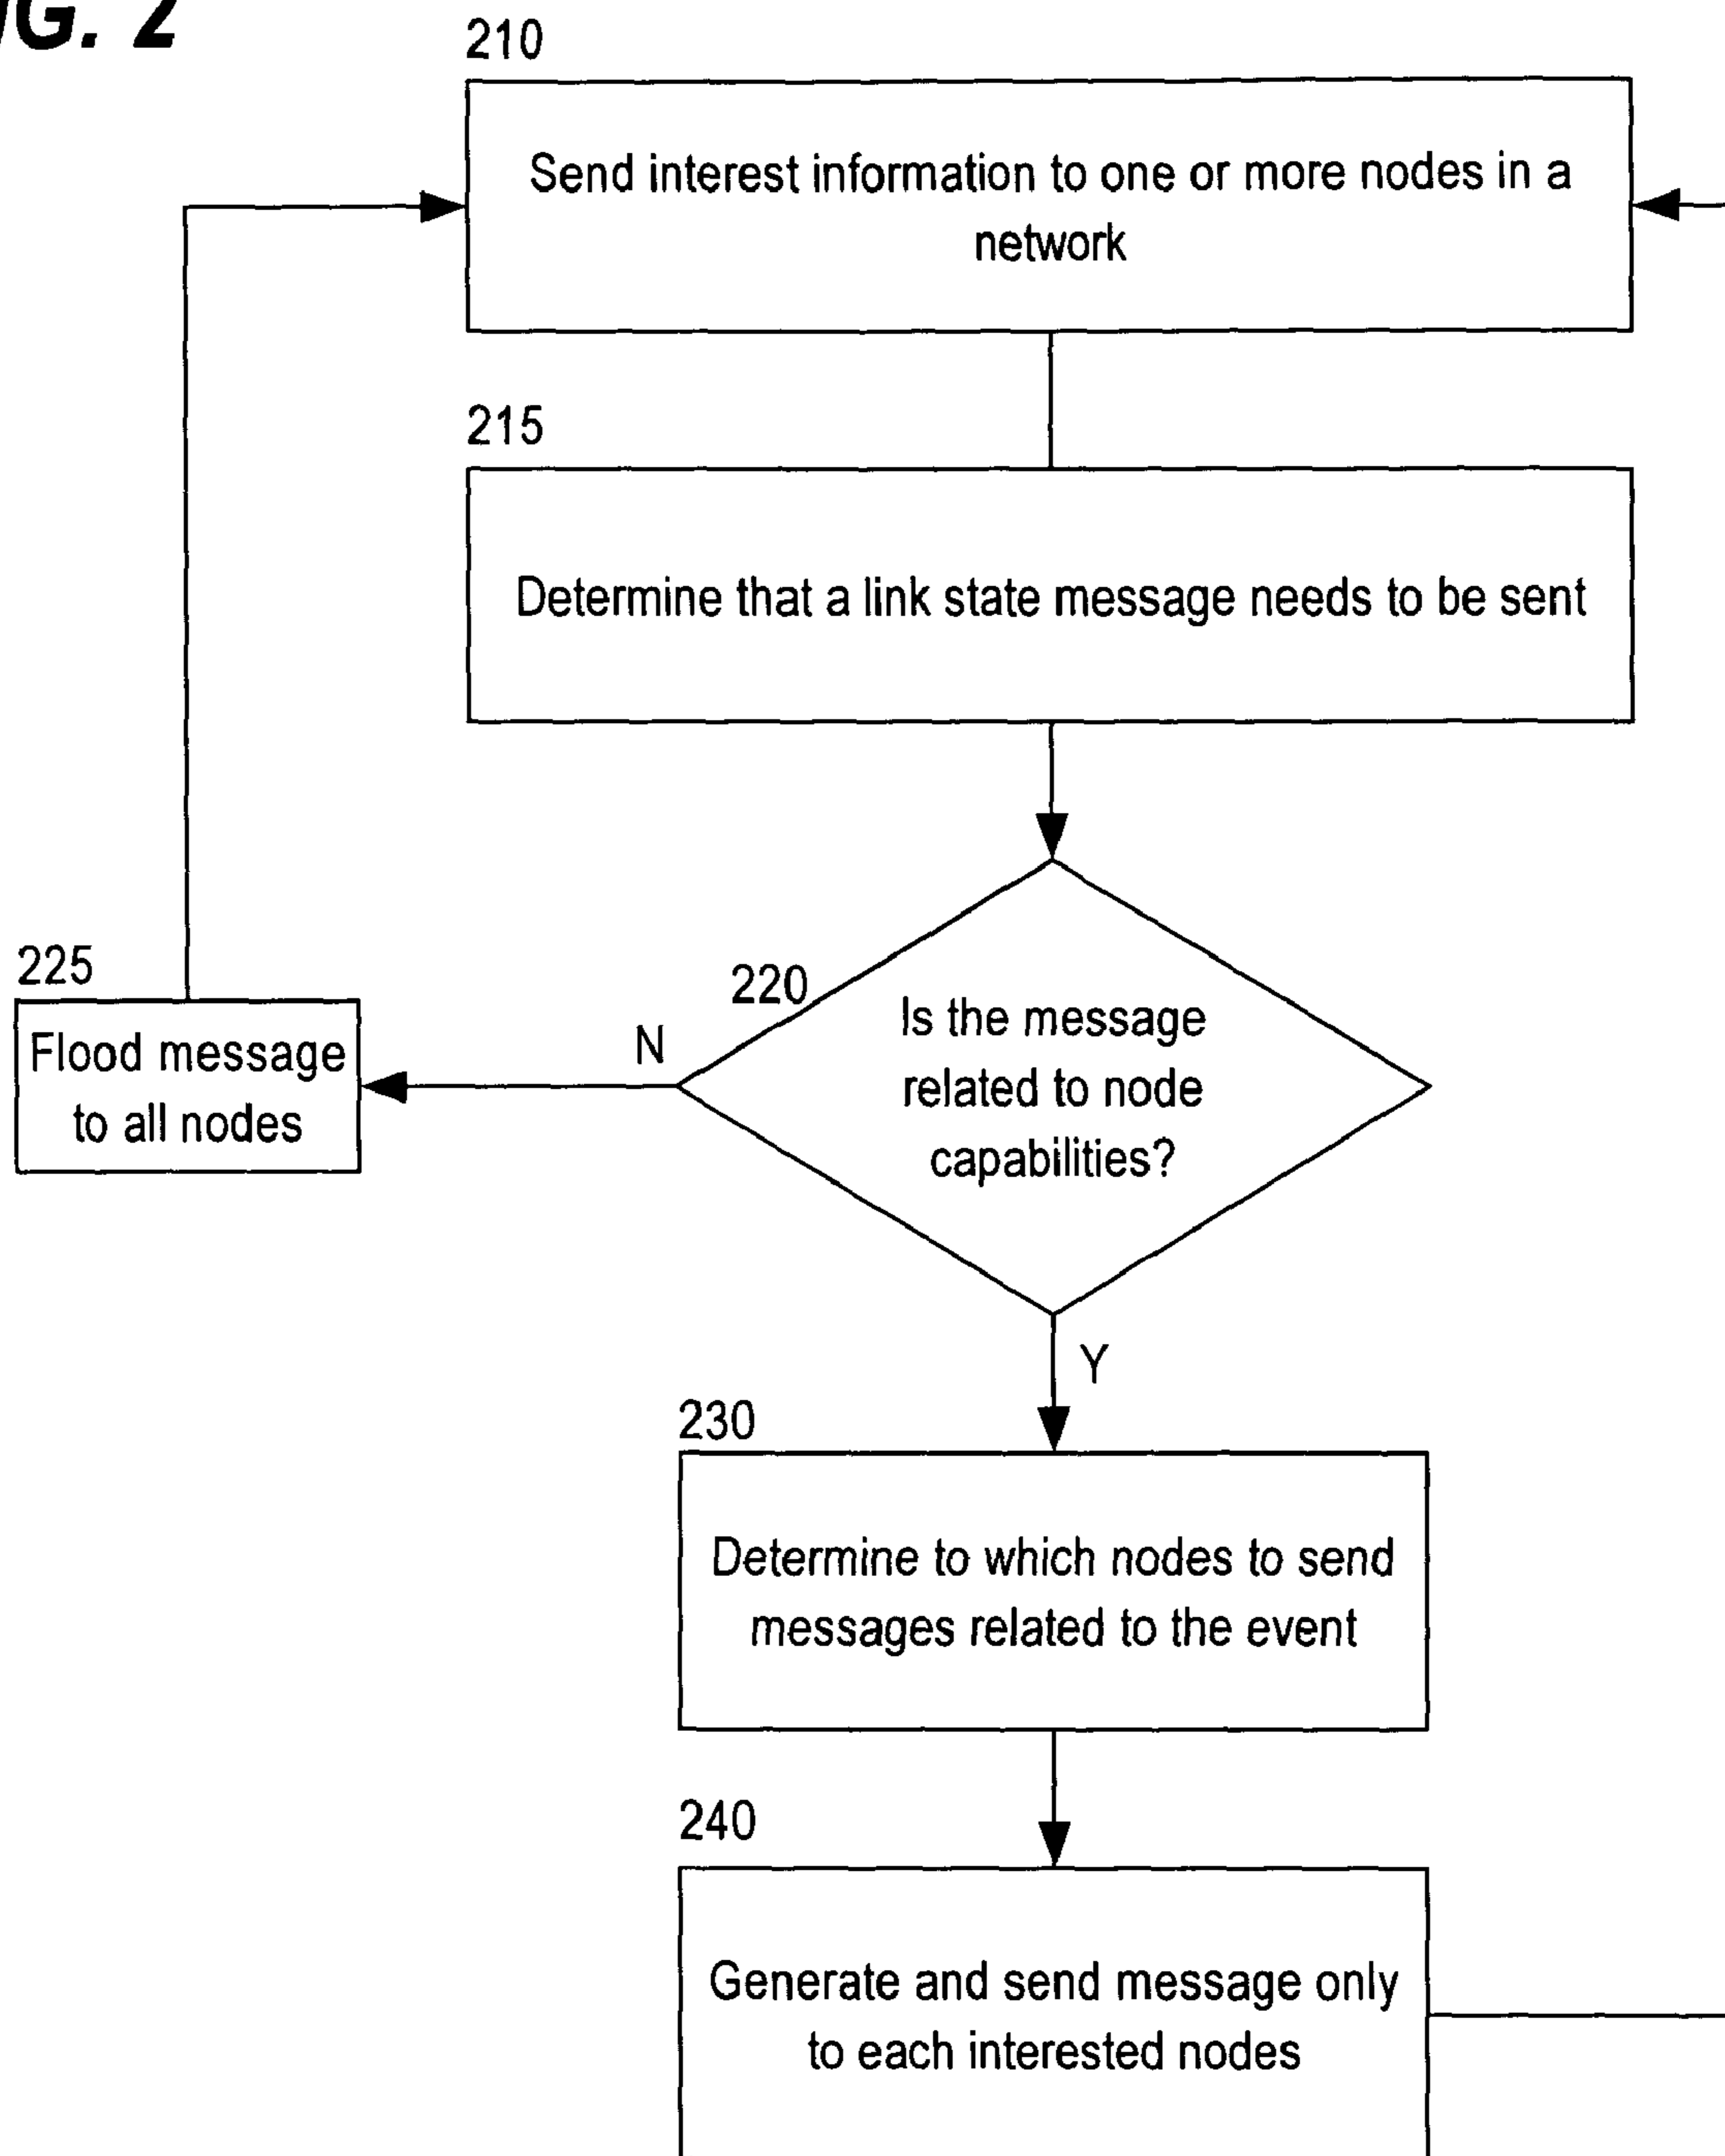 G. 2
210
Send interest information to one or more nodes in a
network
215
Determine that a link state message needs to be sent
220
Is the message
related to node
capabilities?
N
225
Flood message
to all nodes
Y
230
Determine to which nodes to send
messages related to the event
240
Generate and send message only
to each interested nodes